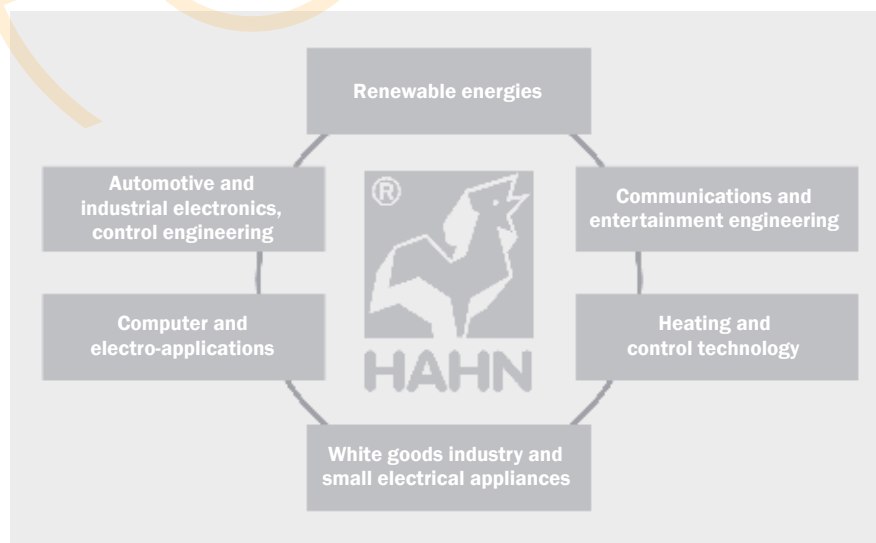 Renewable energies
Automotive and
industrial electronics,
control engineering
®
Communications and
entertainment engineering
Computer and
electro-applications
Heating and
control technology
HAHN
White goods industry and
small electrical appliances